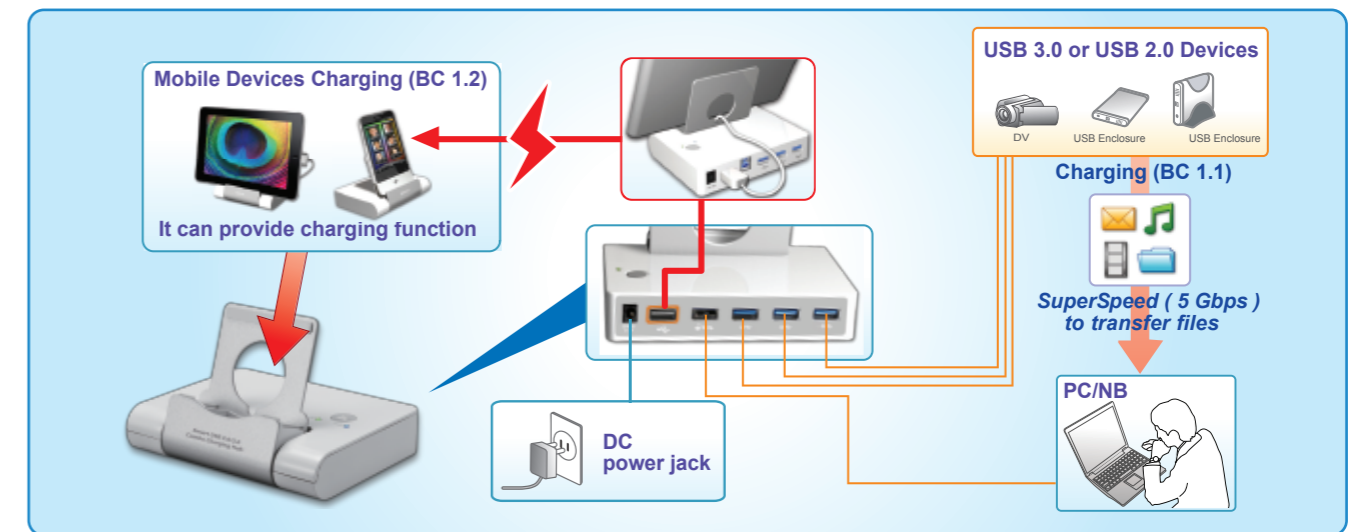 Mobile Devices Charging (BC 1.2)
It can provide charging function
USB 3.0 or USB 2.0 Devices
DV
USB Enclosure
USB Enclosure
Charging (BC 1.1)
SuperSpeed ( 5 Gbps )
to transfer files
DC
power jack
PC/NB